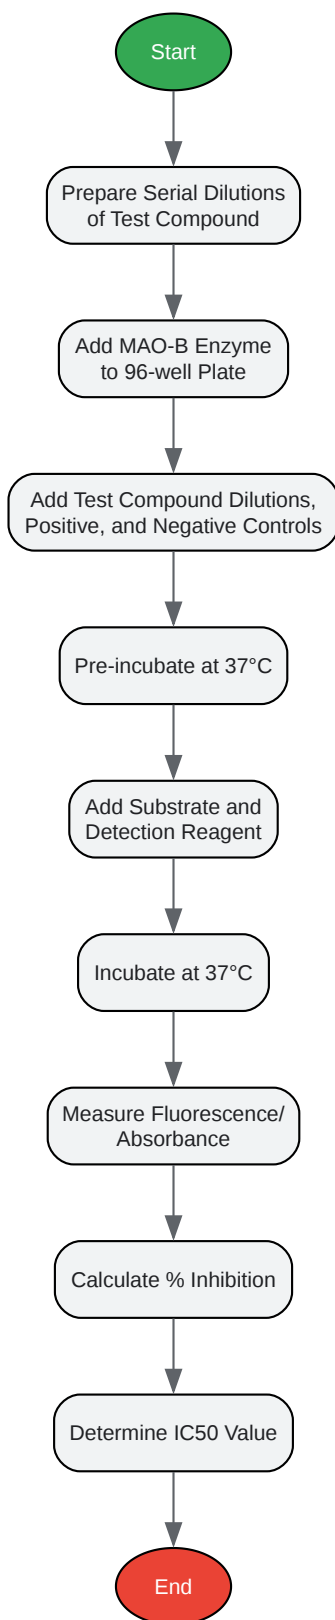 Start
Prepare Serial Dilutions
of Test Compound
Add MAO-B Enzyme
to 96-well Plate
Add Test Compound Dilutions,
Positive, and Negative Controls
Pre-incubate at 37°C
Add Substrate and
Detection Reagent
Incubate at 37°C
Measure Fluorescence/
Absorbance
Calculate % Inhibition
Determine IC50 Value
End